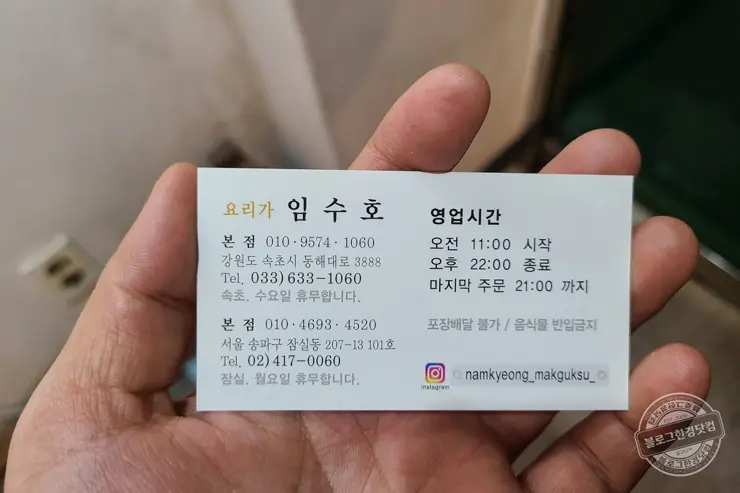 요리가 임수호
본 점 010·9574·1060
강원도 속초시 동해대로 3888
Tel. 033)633-1060
속초. 수요일 휴무합니다.
본 점 010·4693·4520
서울 송파구 잠실동 207-13 101호
Tel. 02)417-0060
잠실. 월요일 휴무합니다.
영업시간
오전 11:00 시작
오후 22:00 종료
마지막 주문 21:00 까지
포장배달 불가 / 음식물 반입금지
Instagram
namkyeong_makguksu_
블로그한경닷컴